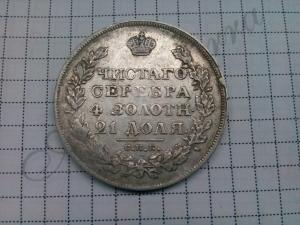 ЧИСТАГО
СЕРЕБРА
4 ЗОЛОТН
21 ДОЛЯ
С.П.Б.